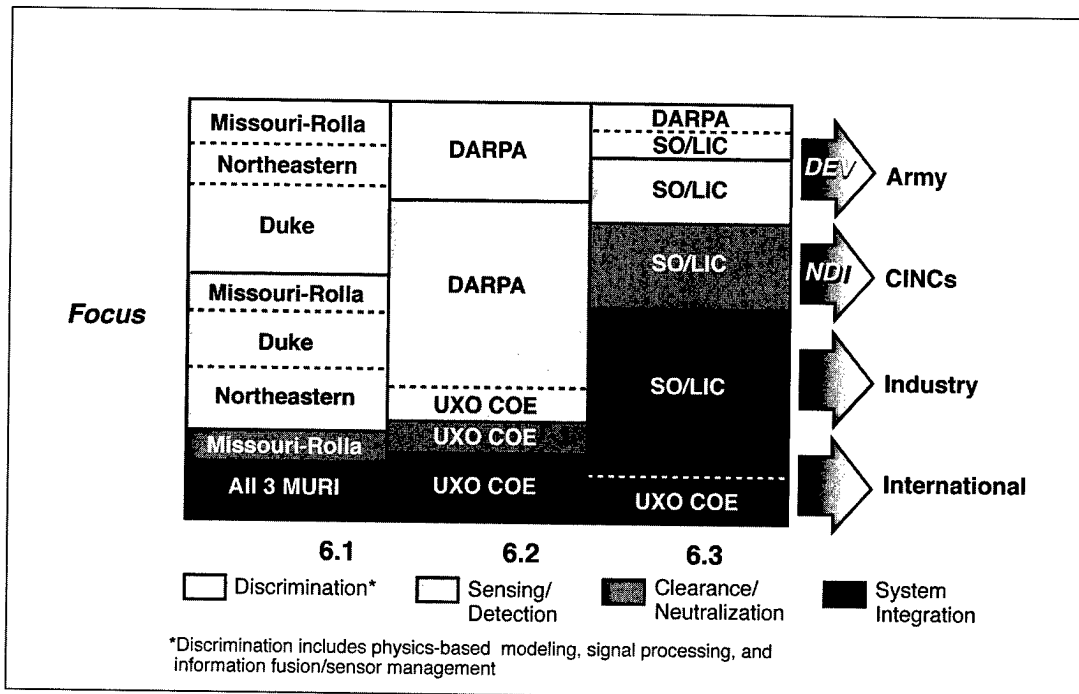 Focus
Missouri-Rolla
Northeastern
Duke
Missouri-Rolla
Duke
Northeastern
Missouri-Rolla
All 3 MURI
DARPA
DARPA
UXO COE
UXO COE
UXO COE
DARPA
SO/LIC
SO/LIC
SO/LIC
SO/LIC
UXO COE
DEV
Army
NDI
CINCs
Industry
International
6.1
6.2
6.3
Discrimination*
Sensing/
Detection
Clearance/
Neutralization
System
Integration
*Discrimination includes physics-based modeling, signal processing, and
information fusion/sensor management